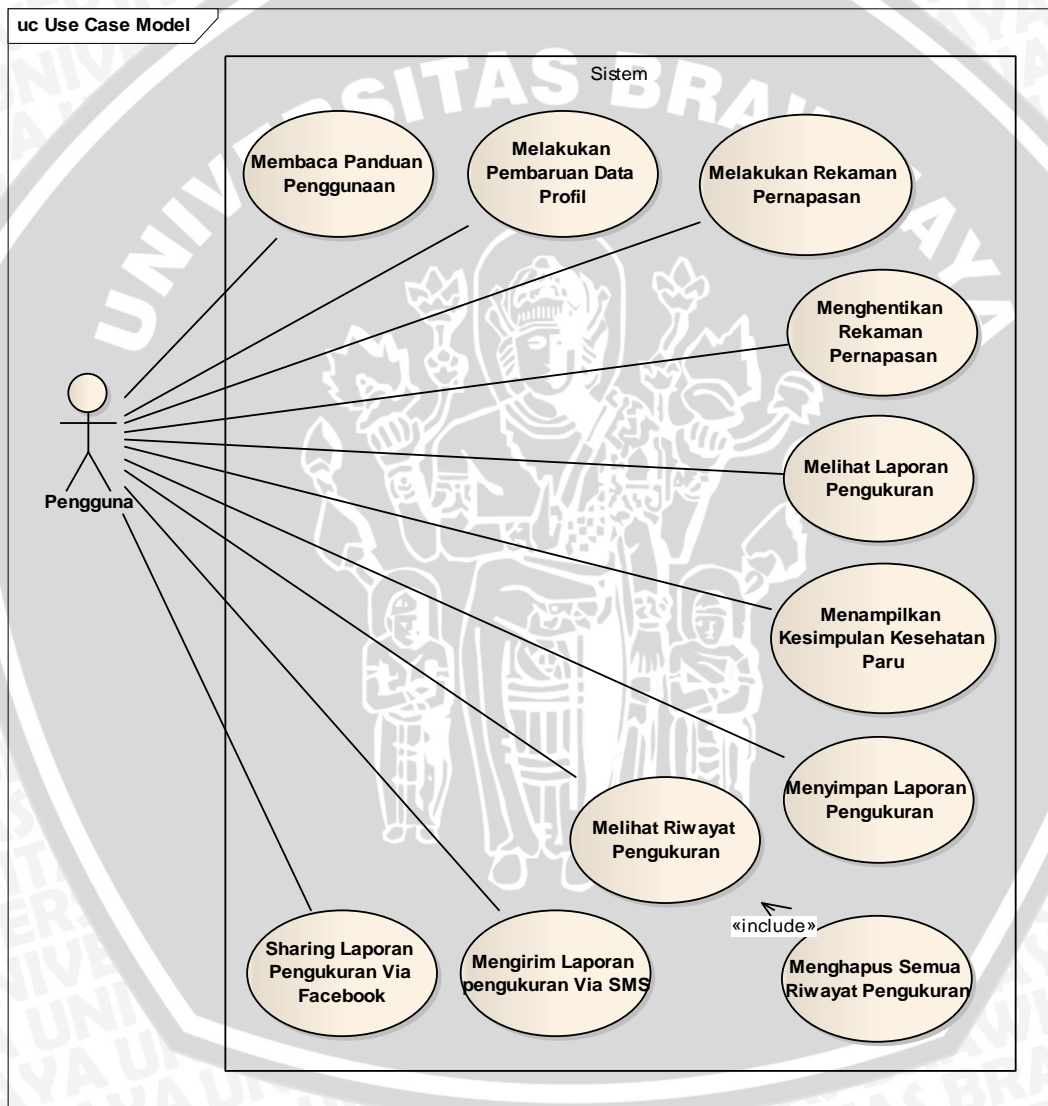 uc Use Case Model
Sistem
UNIVERSITAS BRAWIJAYA
Membaca Panduan
Penggunaan
Melakukan
Pembaruan Data
Profil
Melakukan Rekaman
Pernapasan
Menghentikan
Rekaman
Pernapasan
Pengguna
Melihat Laporan
Pengukuran
Menampilkan
Kesimpulan Kesehatan
Paru
Menyimpan Laporan
Pengukuran
Melihat Riwayat
Pengukuran
«include»
Sharing Laporan
Pengukuran Via
Facebook
Mengirim Laporan
pengukuran Via SMS
Menghapus Semua
Riwayat Pengukuran